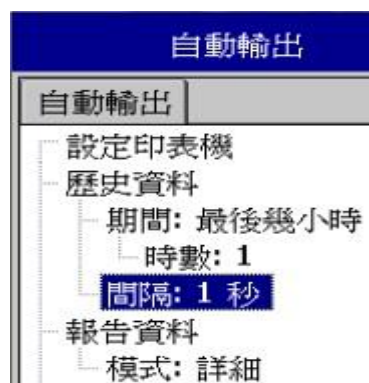 自動輸出
自動輸出
設定印表機
歷史資料
期間: 最後幾小時
時數: 1
間隔: 1 秒
報告資料
模式: 詳細